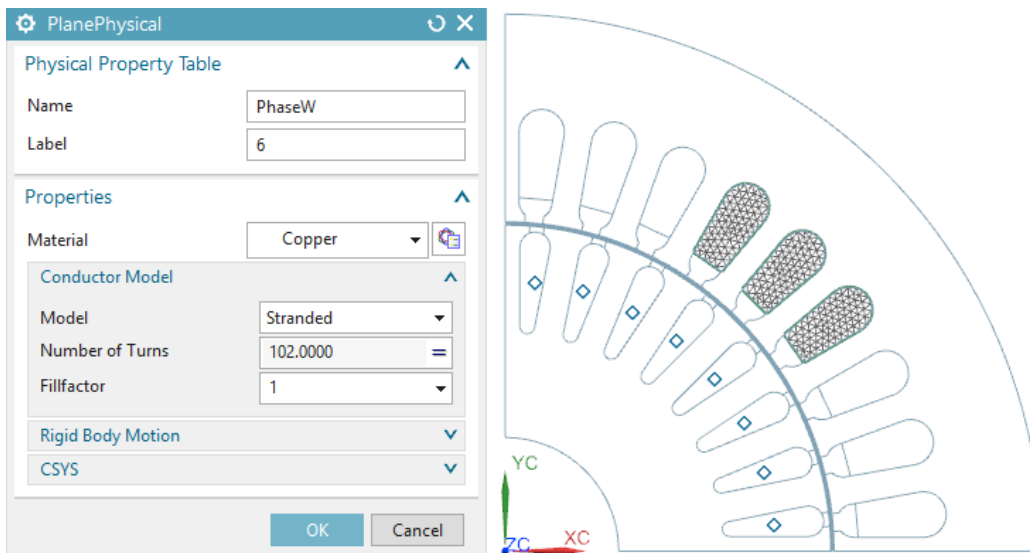 PlanePhysical
Physical Property Table
Name PhaseW
Label 6
Properties
Material Copper
Conductor Model
Model Stranded
Number of Turns 102.0000 =
Fillfactor 1
Rigid Body Motion
CSYS
OK Cancel
YC
ZC XC